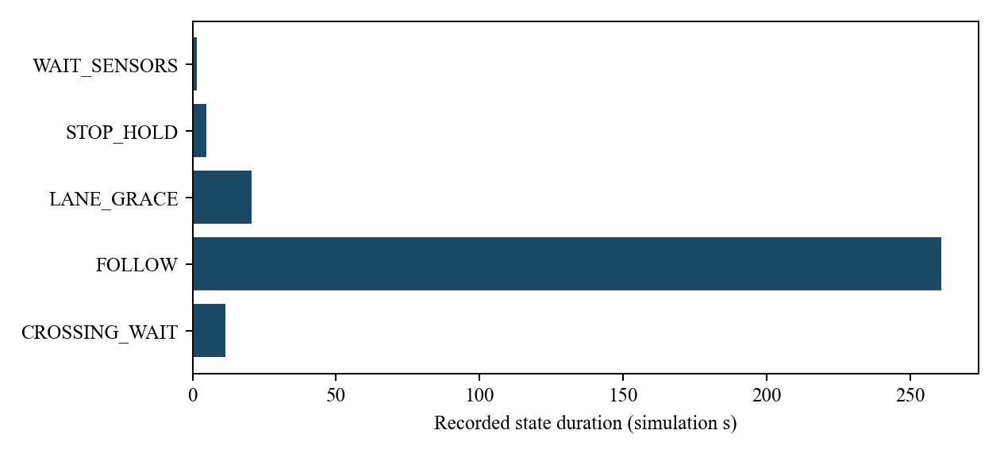 WAIT_SENSORS
STOP_HOLD
LANE_GRACE
FOLLOW
CROSSING_WAIT
0 50 100 150 200 250
Recorded state duration (simulation s)